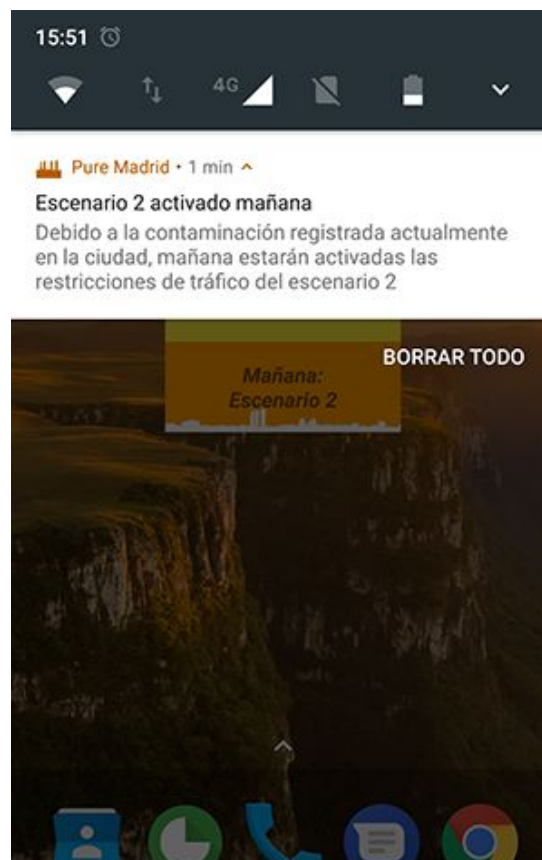 15:51
4G
Pure Madrid • 1 min
Escenario 2 activado mañana
Debido a la contaminación registrada actualmente
en la ciudad, mañana estarán activadas las
restricciones de tráfico del escenario 2
BORRAR TODO
Mañana:
Escenario 2